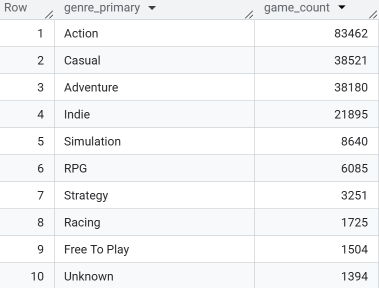 Row genre_primary game_count
1 Action 83462
2 Casual 38521
3 Adventure 38180
4 Indie 21895
5 Simulation 8640
6 RPG 6085
7 Strategy 3251
8 Racing 1725
9 Free To Play 1504
10 Unknown 1394